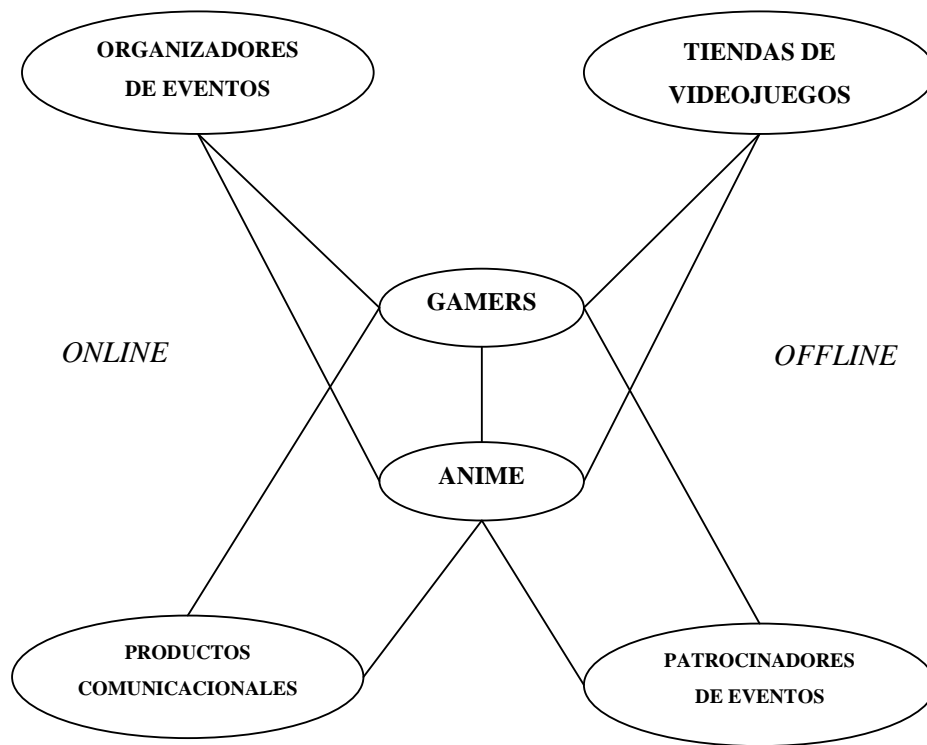 ORGANIZADORES
DE EVENTOS
TIENDAS DE
VIDEOJUEGOS
GAMERS
ONLINE
OFFLINE
ANIME
PRODUCTOS
COMUNICACIONALES
PATROCINADORES
DE EVENTOS